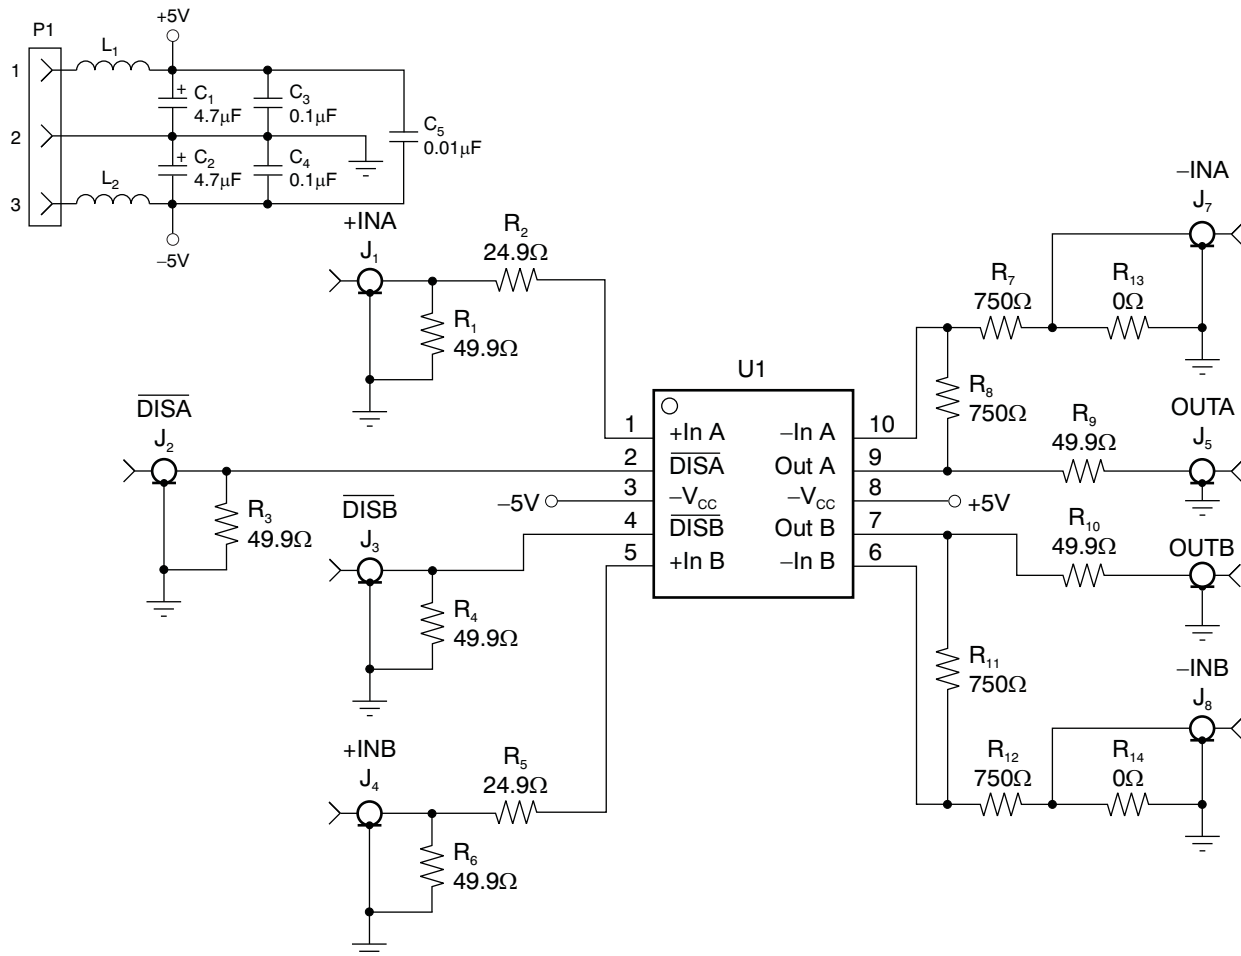 P1
+5V
1
L1
+ C1
4.7µF
C3
0.1µF
2
C5
0.01µF
+ C2
4.7µF
C4
0.1µF
3
L2
−5V
+INA
J1
R2
24.9Ω
R1
49.9Ω
−INA
J7
R7
750Ω
R13
0Ω
R8
750Ω
DISA
J2
R3
49.9Ω
U1
1 +In A −In A 10
2 DISA Out A 9
3 −VCC −VCC 8
4 DISB Out B 7
5 +In B −In B 6
−5V
+5V
R9
49.9Ω
OUTA
J5
DISB
J3
R4
49.9Ω
R10
49.9Ω
OUTB
R11
750Ω
−INB
J8
R12
750Ω
R14
0Ω
+INB
J4
R5
24.9Ω
R6
49.9Ω